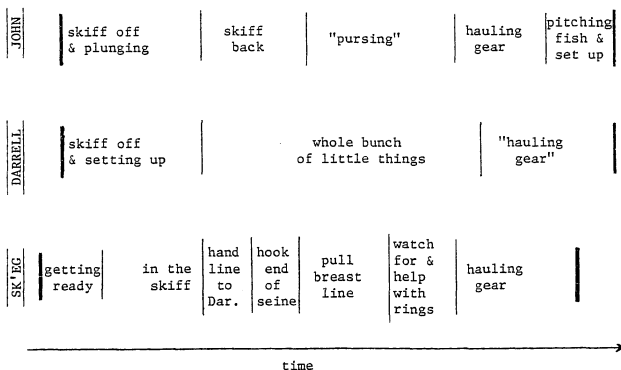 JOHN
skiff off
& plunging
skiff
back
"pursing"
hauling
gear
pitching
fish &
set up
DARRELL
skiff off
& setting up
whole bunch
of little things
"hauling
gear"
SK'EG
getting
ready
in the
skiff
hand
line
to
Dar.
hook
end
of
seine
pull
breast
line
watch
for &
help
with
rings
hauling
gear
time